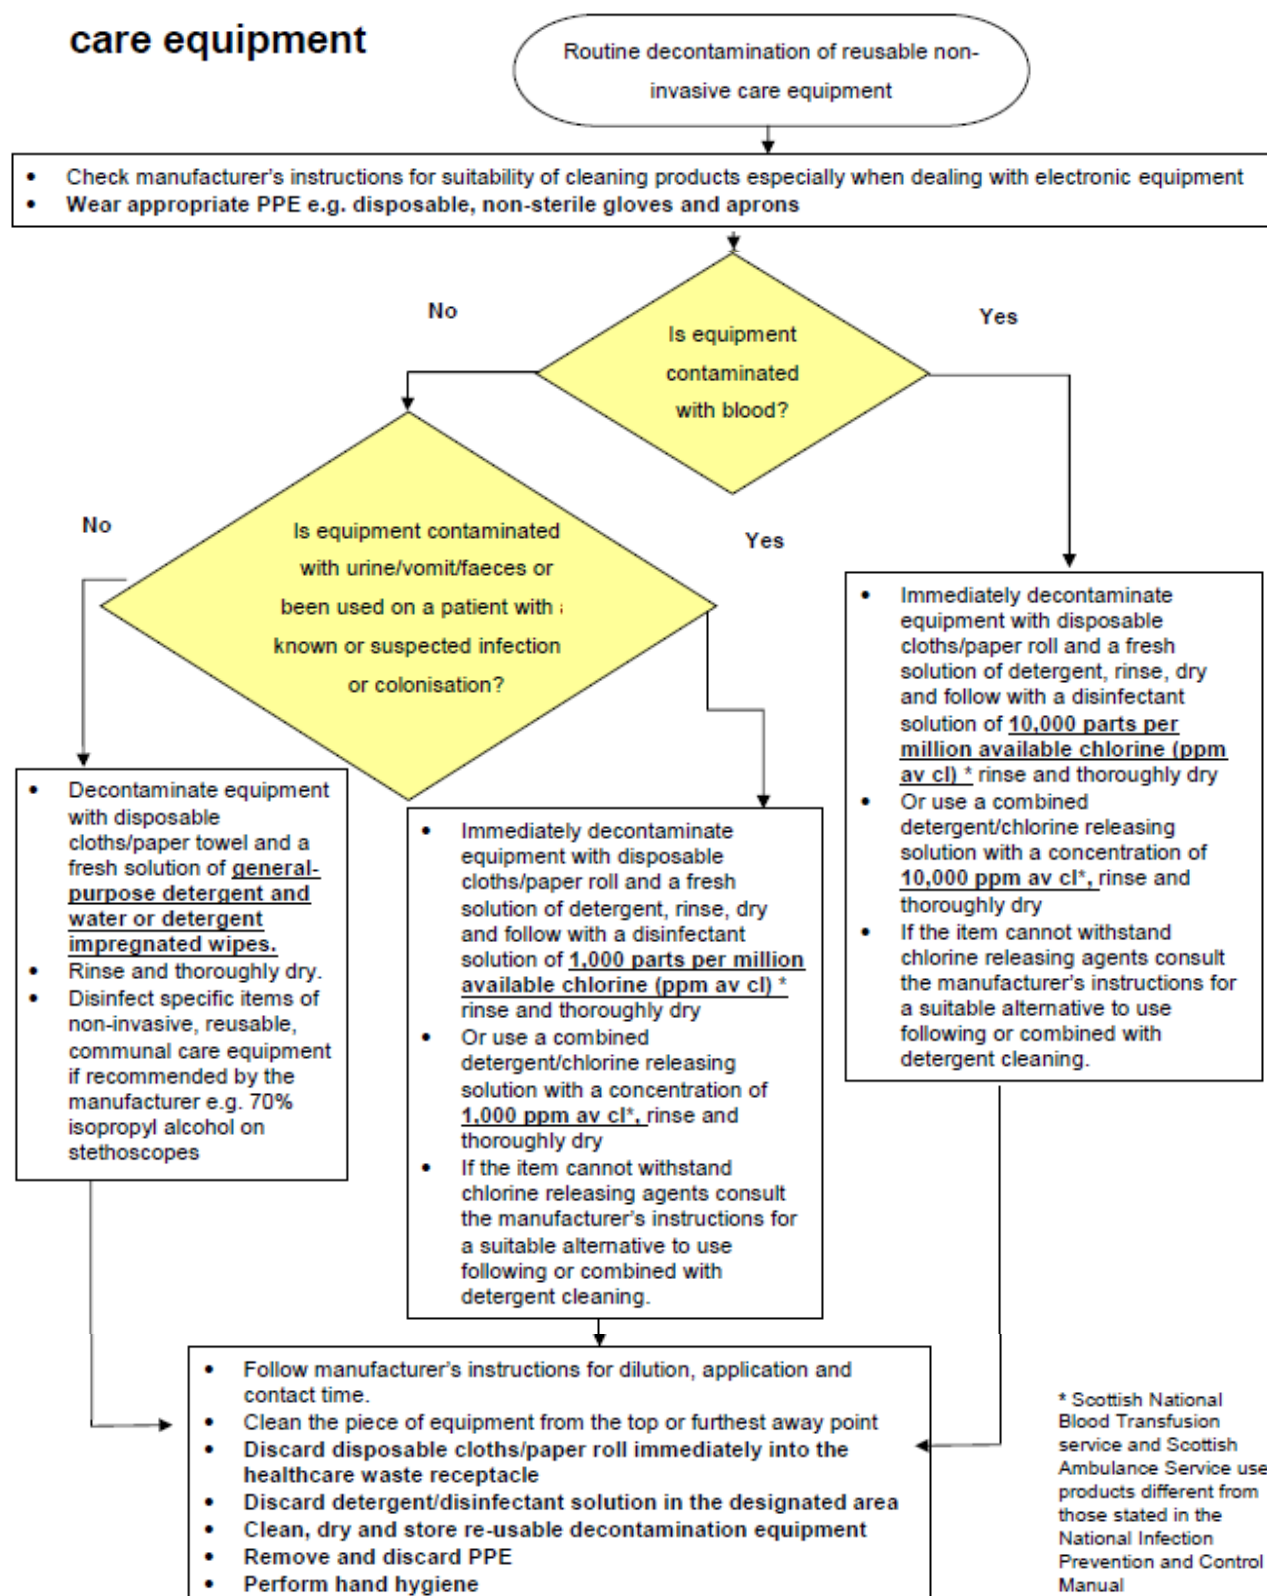 care equipment
Routine decontamination of reusable non-
invasive care equipment
• Check manufacturer's instructions for suitability of cleaning products especially when dealing with electronic equipment
• Wear appropriate PPE e.g. disposable, non-sterile gloves and aprons
No
Yes
Is equipment
contaminated
with blood?
No
Yes
Is equipment contaminated
with urine/vomit/faeces or
been used on a patient with
known or suspected infection
or colonisation?
• Decontaminate equipment
with disposable
cloths/paper towel and a
fresh solution of general-
purpose detergent and
water or detergent
impregnated wipes.
• Rinse and thoroughly dry.
• Disinfect specific items of
non-invasive, reusable,
communal care equipment
if recommended by the
manufacturer e.g. 70%
isopropyl alcohol on
stethoscopes
• Immediately decontaminate
equipment with disposable
cloths/paper roll and a fresh
solution of detergent, rinse, dry
and follow with a disinfectant
solution of 1,000 parts per million
available chlorine (ppm av cl) *
rinse and thoroughly dry
• Or use a combined
detergent/chlorine releasing
solution with a concentration of
1,000 ppm av cl*, rinse and
thoroughly dry
• If the item cannot withstand
chlorine releasing agents consult
the manufacturer's instructions for
a suitable alternative to use
following or combined with
detergent cleaning.
• Immediately decontaminate
equipment with disposable
cloths/paper roll and a fresh
solution of detergent, rinse, dry
and follow with a disinfectant
solution of 10,000 parts per
million available chlorine (ppm
av cl) * rinse and thoroughly dry
• Or use a combined
detergent/chlorine releasing
solution with a concentration of
10,000 ppm av cl*, rinse and
thoroughly dry
• If the item cannot withstand
chlorine releasing agents consult
the manufacturer's instructions for
a suitable alternative to use
following or combined with
detergent cleaning.
• Follow manufacturer's instructions for dilution, application and
contact time.
• Clean the piece of equipment from the top or furthest away point
• Discard disposable cloths/paper roll immediately into the
healthcare waste receptacle
• Discard detergent/disinfectant solution in the designated area
• Clean, dry and store re-usable decontamination equipment
• Remove and discard PPE
• Perform hand hygiene
* Scottish National
Blood Transfusion
service and Scottish
Ambulance Service use
products different from
those stated in the
National Infection
Prevention and Control
Manual